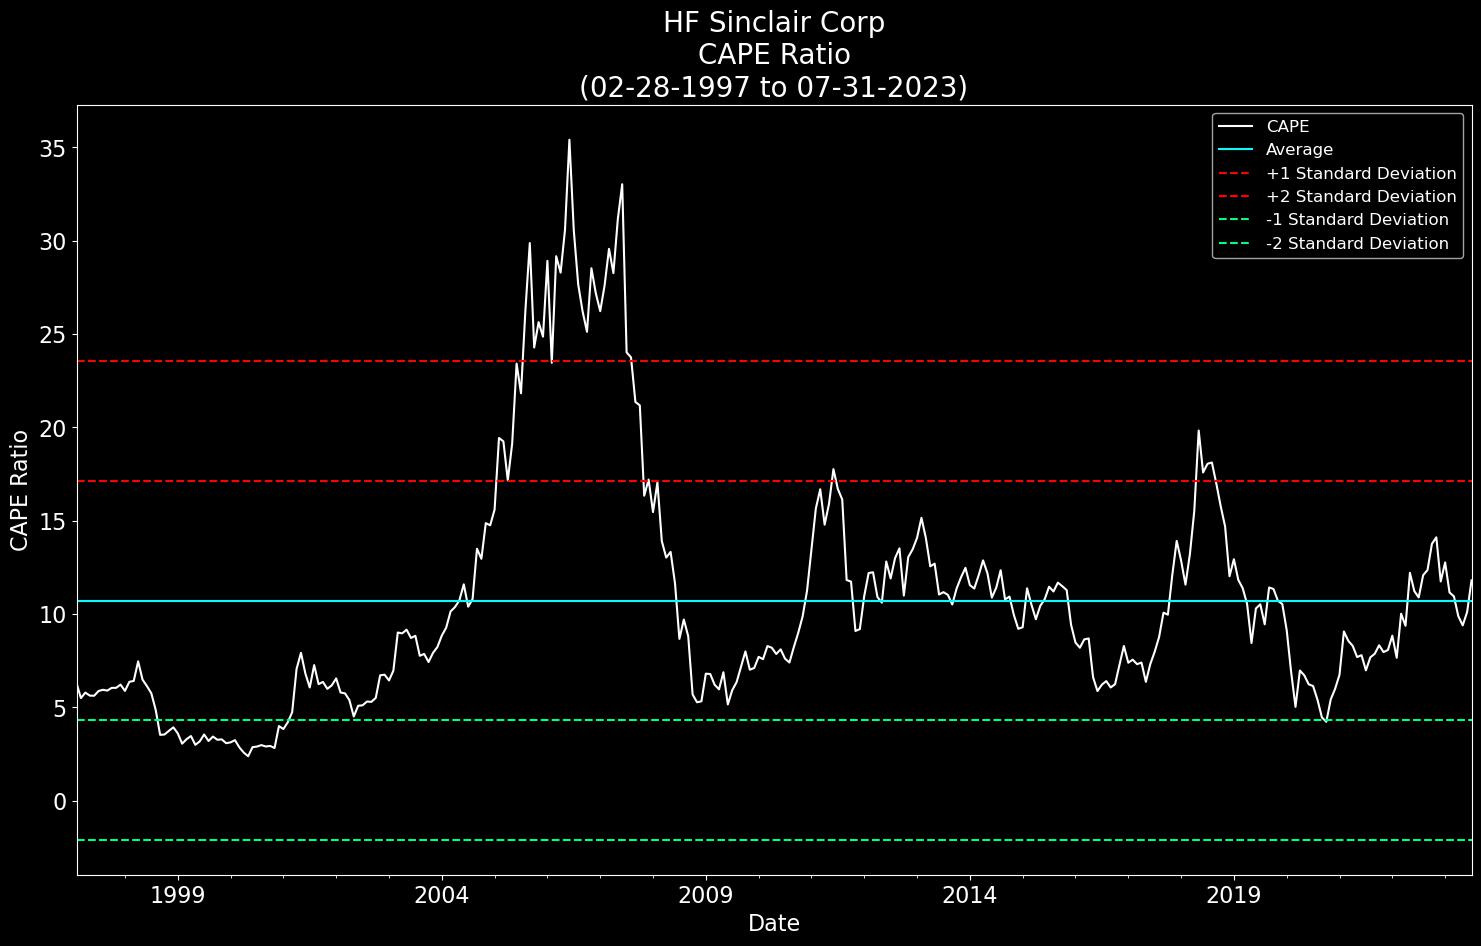 HF Sinclair Corp
CAPE Ratio
(02-28-1997 to 07-31-2023)
CAPE
Average
+1 Standard Deviation
+2 Standard Deviation
-1 Standard Deviation
-2 Standard Deviation
CAPE Ratio
35
30
25
20
15
10
5
0
1999
2004
2009
2014
2019
Date